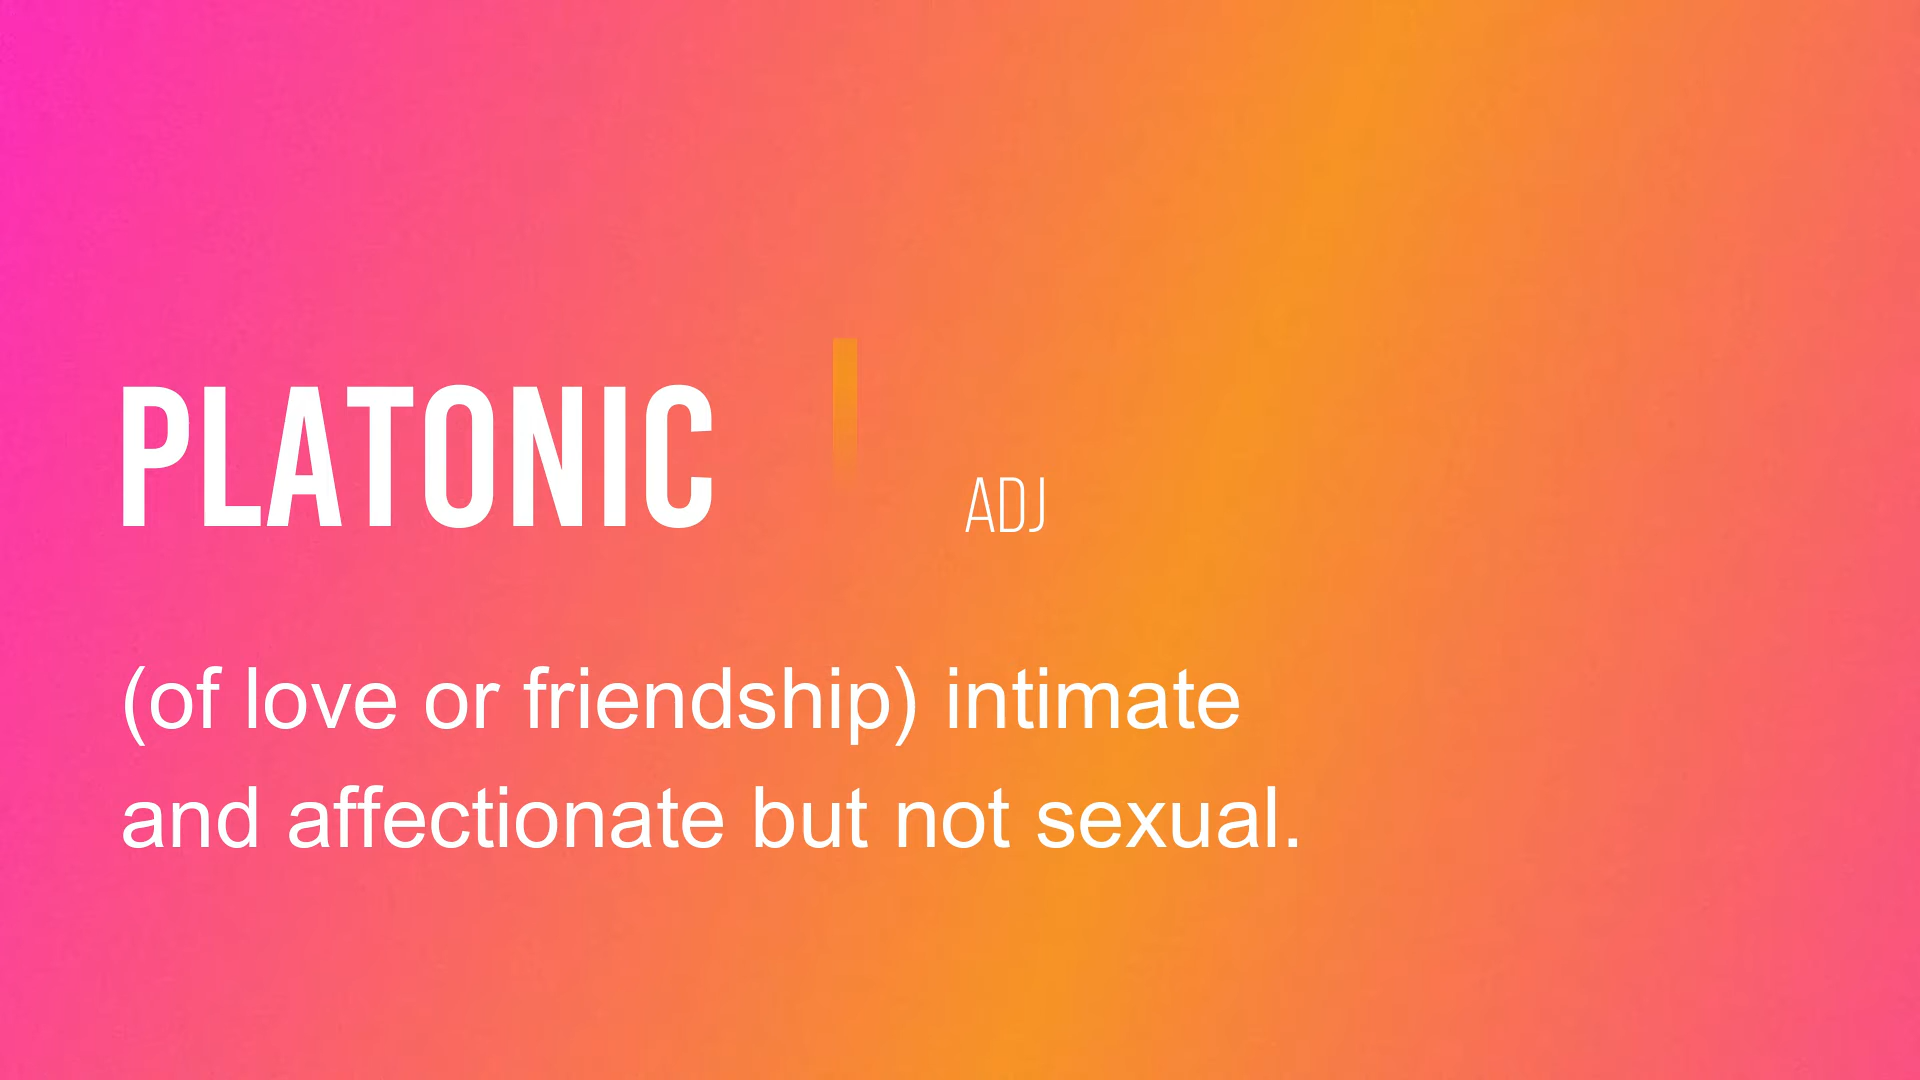 PLATONIC ADJ
(of love or friendship) intimate
and affectionate but not sexual.